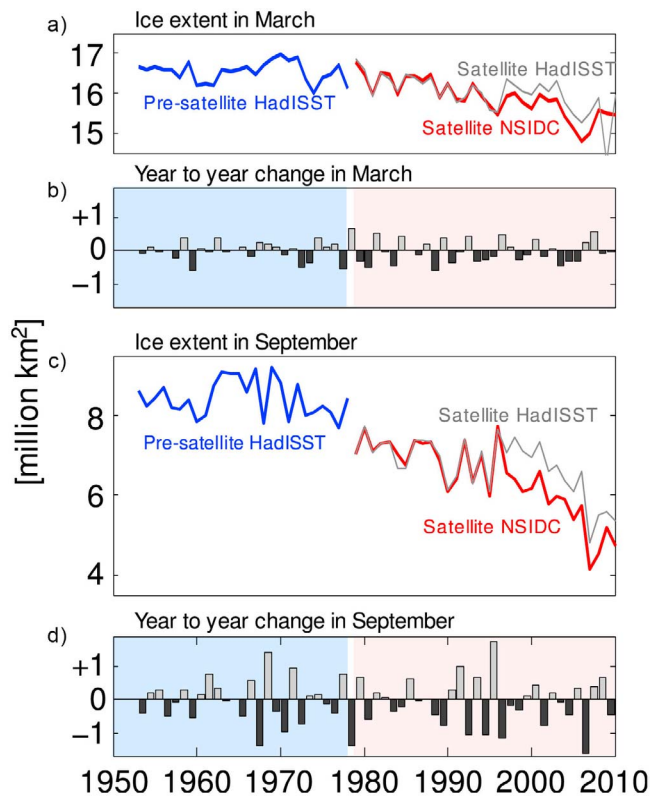 a) Ice extent in March
17
16
15
Satellite HadISST
Pre-satellite HadISST
Satellite NSIDC
b) Year to year change in March
+1
0
−1
[million km²]
c) Ice extent in September
8
6
4
Satellite HadISST
Pre-satellite HadISST
Satellite NSIDC
d) Year to year change in September
+1
0
−1
1950 1960 1970 1980 1990 2000 2010